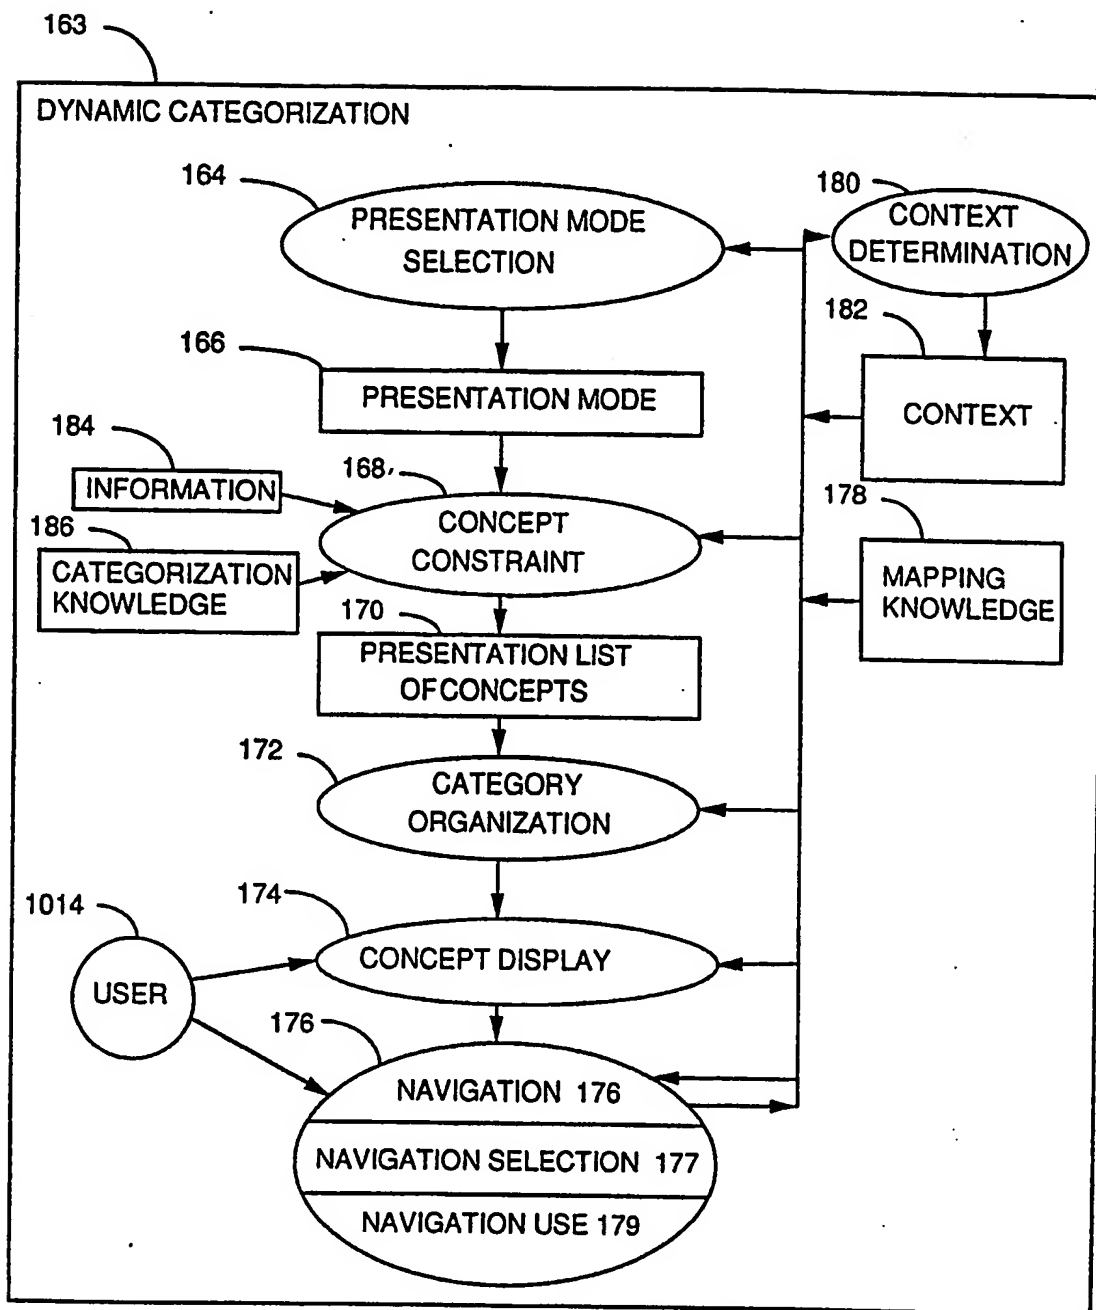 163
DYNAMIC CATEGORIZATION
164
PRESENTATION MODE
SELECTION
180
CONTEXT
DETERMINATION
166
PRESENTATION MODE
182
CONTEXT
184
INFORMATION
168
CONCEPT
CONSTRAINT
178
MAPPING
KNOWLEDGE
186
CATEGORIZATION
KNOWLEDGE
170
PRESENTATION LIST
OF CONCEPTS
172
CATEGORY
ORGANIZATION
174
CONCEPT DISPLAY
1014
USER
176
NAVIGATION 176
NAVIGATION SELECTION 177
NAVIGATION USE 179